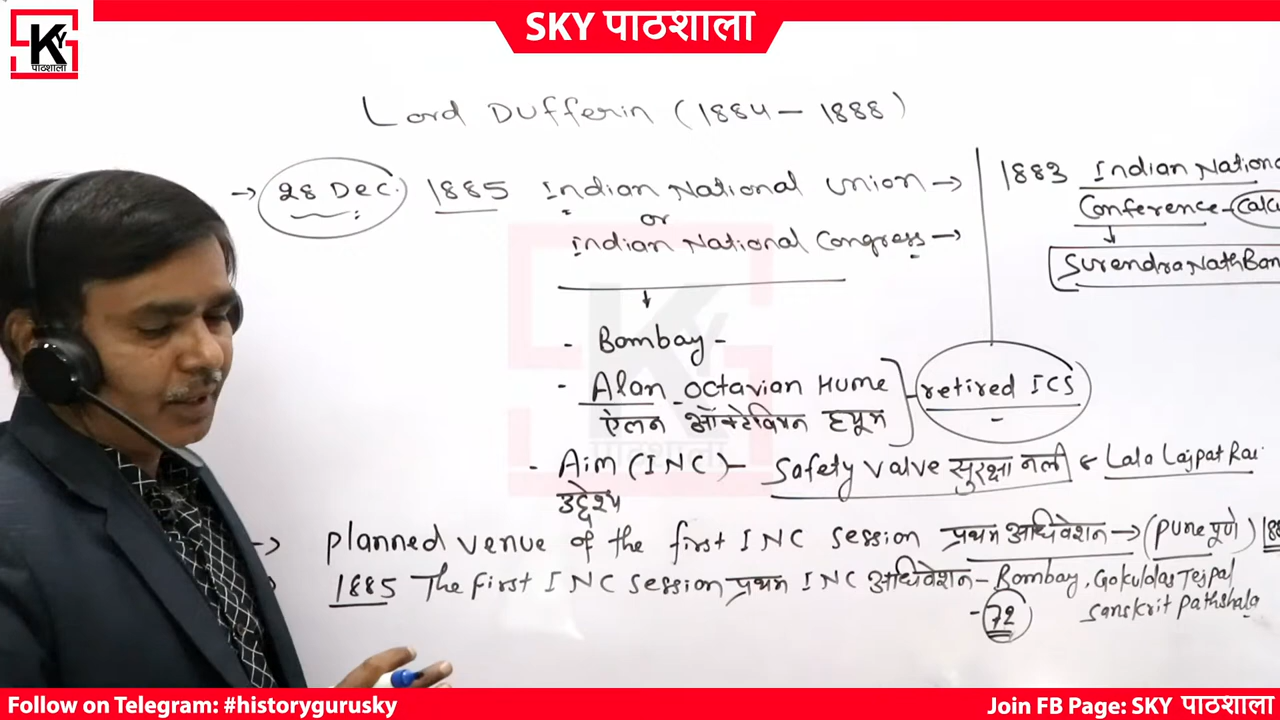 SKY पाठशाला
SKY
पाठशाला
Lord Dufferin (1884 – 1888)
→ 28 Dec. 1885 Indian National Union →
or
Indian National Congress →
1883 Indian Nationa
Conference – Calc
Surendra Nath Ban
- Bombay -
- Alan Octavian Hume
ऐलन ऑक्टेवियन ह्यूम
retired ICS
- Aim (INC) – Safety valve सुरक्षा नली & Lala Lajpat Rai
उद्देश्य
→ planned venue of the first INC session प्रथम अधिवेशन → (Pune पुणे)
1885 The first INC session प्रथम INC अधिवेशन – Bombay, Gokuldas Tejpal
- 72 Sanskrit Pathshala
Follow on Telegram: #historygurusky
Join FB Page: SKY पाठशाला